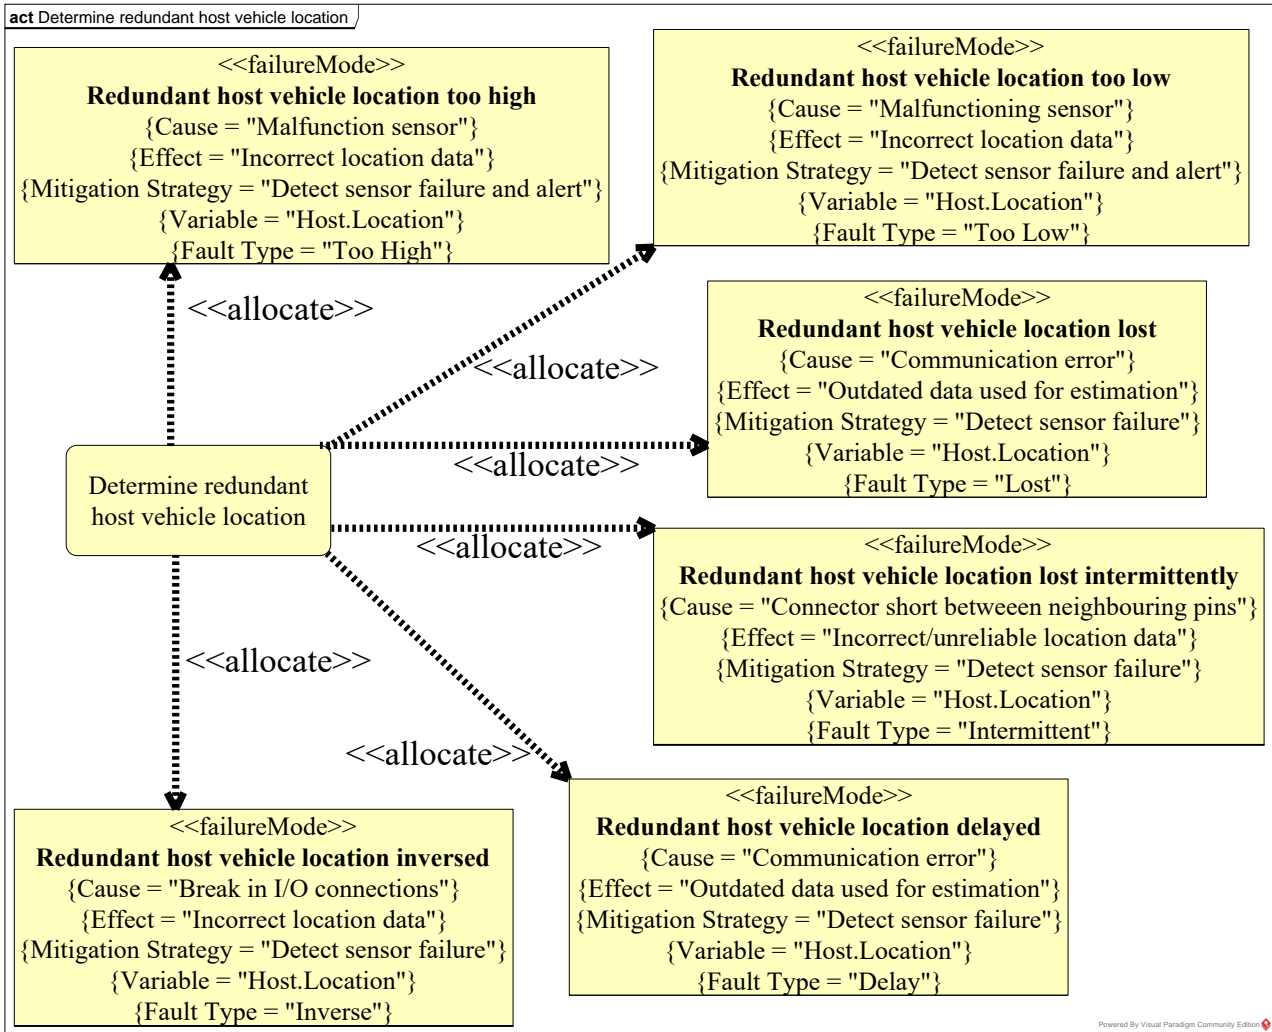 act Determine redundant host vehicle location
<<failureMode>>
Redundant host vehicle location too high
{Cause = "Malfunction sensor"}
{Effect = "Incorrect location data"}
{Mitigation Strategy = "Detect sensor failure and alert"}
{Variable = "Host.Location"}
{Fault Type = "Too High"}
<<failureMode>>
Redundant host vehicle location too low
{Cause = "Malfunctioning sensor"}
{Effect = "Incorrect location data"}
{Mitigation Strategy = "Detect sensor failure and alert"}
{Variable = "Host.Location"}
{Fault Type = "Too Low"}
<<allocate>>
<<allocate>>
<<failureMode>>
Redundant host vehicle location lost
{Cause = "Communication error"}
{Effect = "Outdated data used for estimation"}
{Mitigation Strategy = "Detect sensor failure"}
{Variable = "Host.Location"}
{Fault Type = "Lost"}
<<allocate>>
Determine redundant
host vehicle location
<<allocate>>
<<failureMode>>
Redundant host vehicle location lost intermittently
{Cause = "Connector short betweeen neighbouring pins"}
{Effect = "Incorrect/unreliable location data"}
{Mitigation Strategy = "Detect sensor failure"}
{Variable = "Host.Location"}
{Fault Type = "Intermittent"}
<<allocate>>
<<allocate>>
<<failureMode>>
Redundant host vehicle location inversed
{Cause = "Break in I/O connections"}
{Effect = "Incorrect location data"}
{Mitigation Strategy = "Detect sensor failure"}
{Variable = "Host.Location"}
{Fault Type = "Inverse"}
<<failureMode>>
Redundant host vehicle location delayed
{Cause = "Communication error"}
{Effect = "Outdated data used for estimation"}
{Mitigation Strategy = "Detect sensor failure"}
{Variable = "Host.Location"}
{Fault Type = "Delay"}
Powered By Visual Paradigm Community Edition